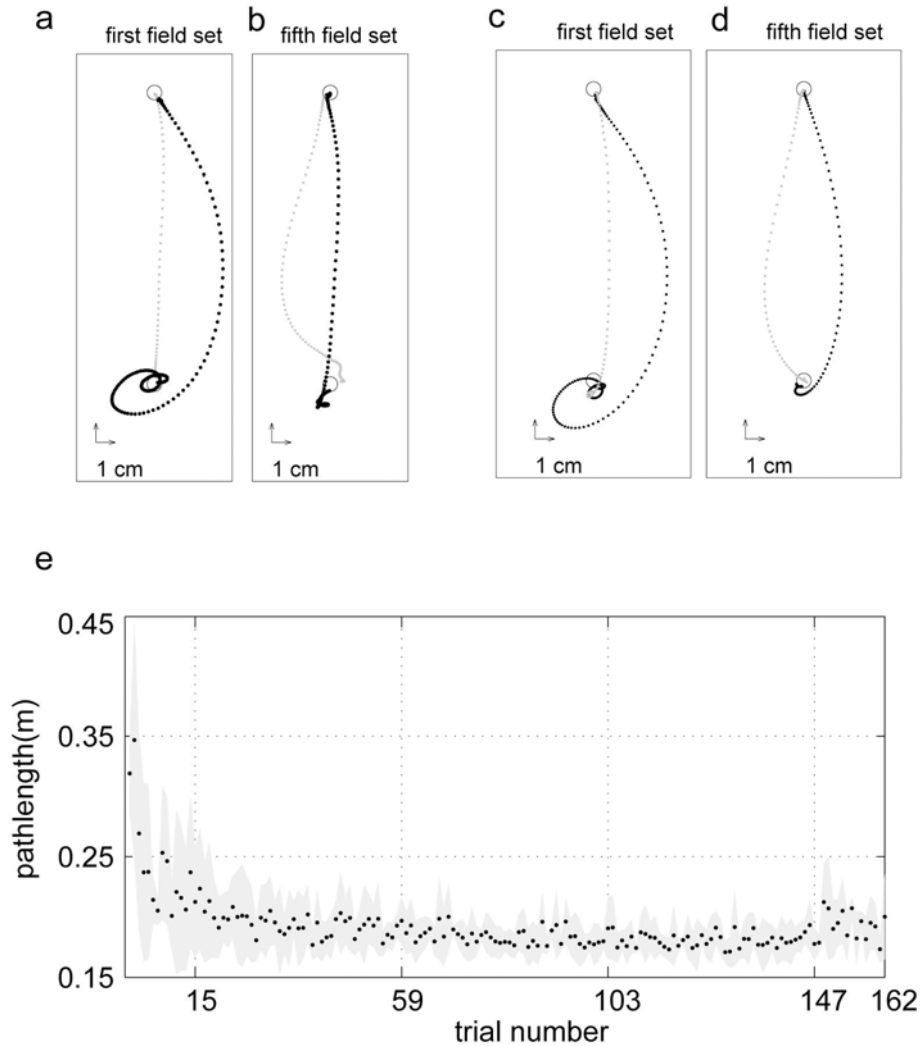 a
first field set
b
fifth field set
c
first field set
d
fifth field set
1 cm
1 cm
1 cm
1 cm
e
0.45
0.35
0.25
0.15
pathlength(m)
15
59
103
147
162
trial number